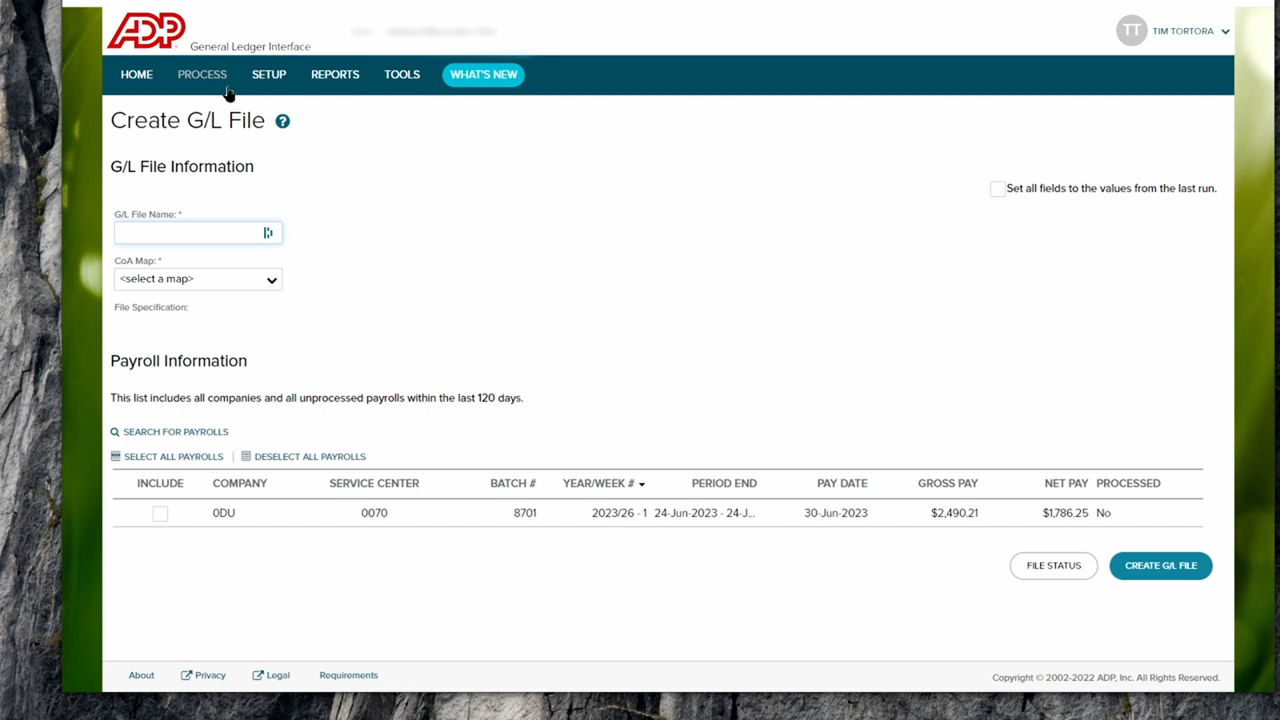 ADP
General Ledger Interface
TT TIM TORTORA
HOME PROCESS SETUP REPORTS TOOLS WHAT'S NEW
Create G/L File ?
G/L File Information
Set all fields to the values from the last run.
G/L File Name: *
CoA Map: *
<select a map>
File Specification:
Payroll Information
This list includes all companies and all unprocessed payrolls within the last 120 days.
SEARCH FOR PAYROLLS
SELECT ALL PAYROLLS | DESELECT ALL PAYROLLS
INCLUDE COMPANY SERVICE CENTER BATCH # YEAR/WEEK # PERIOD END PAY DATE GROSS PAY NET PAY PROCESSED
0DU 0070 8701 2023/26 - 1 24-Jun-2023 - 24-J... 30-Jun-2023 $2,490.21 $1,786.25 No
FILE STATUS CREATE G/L FILE
About Privacy Legal Requirements
Copyright © 2002-2022 ADP, Inc. All Rights Reserved.